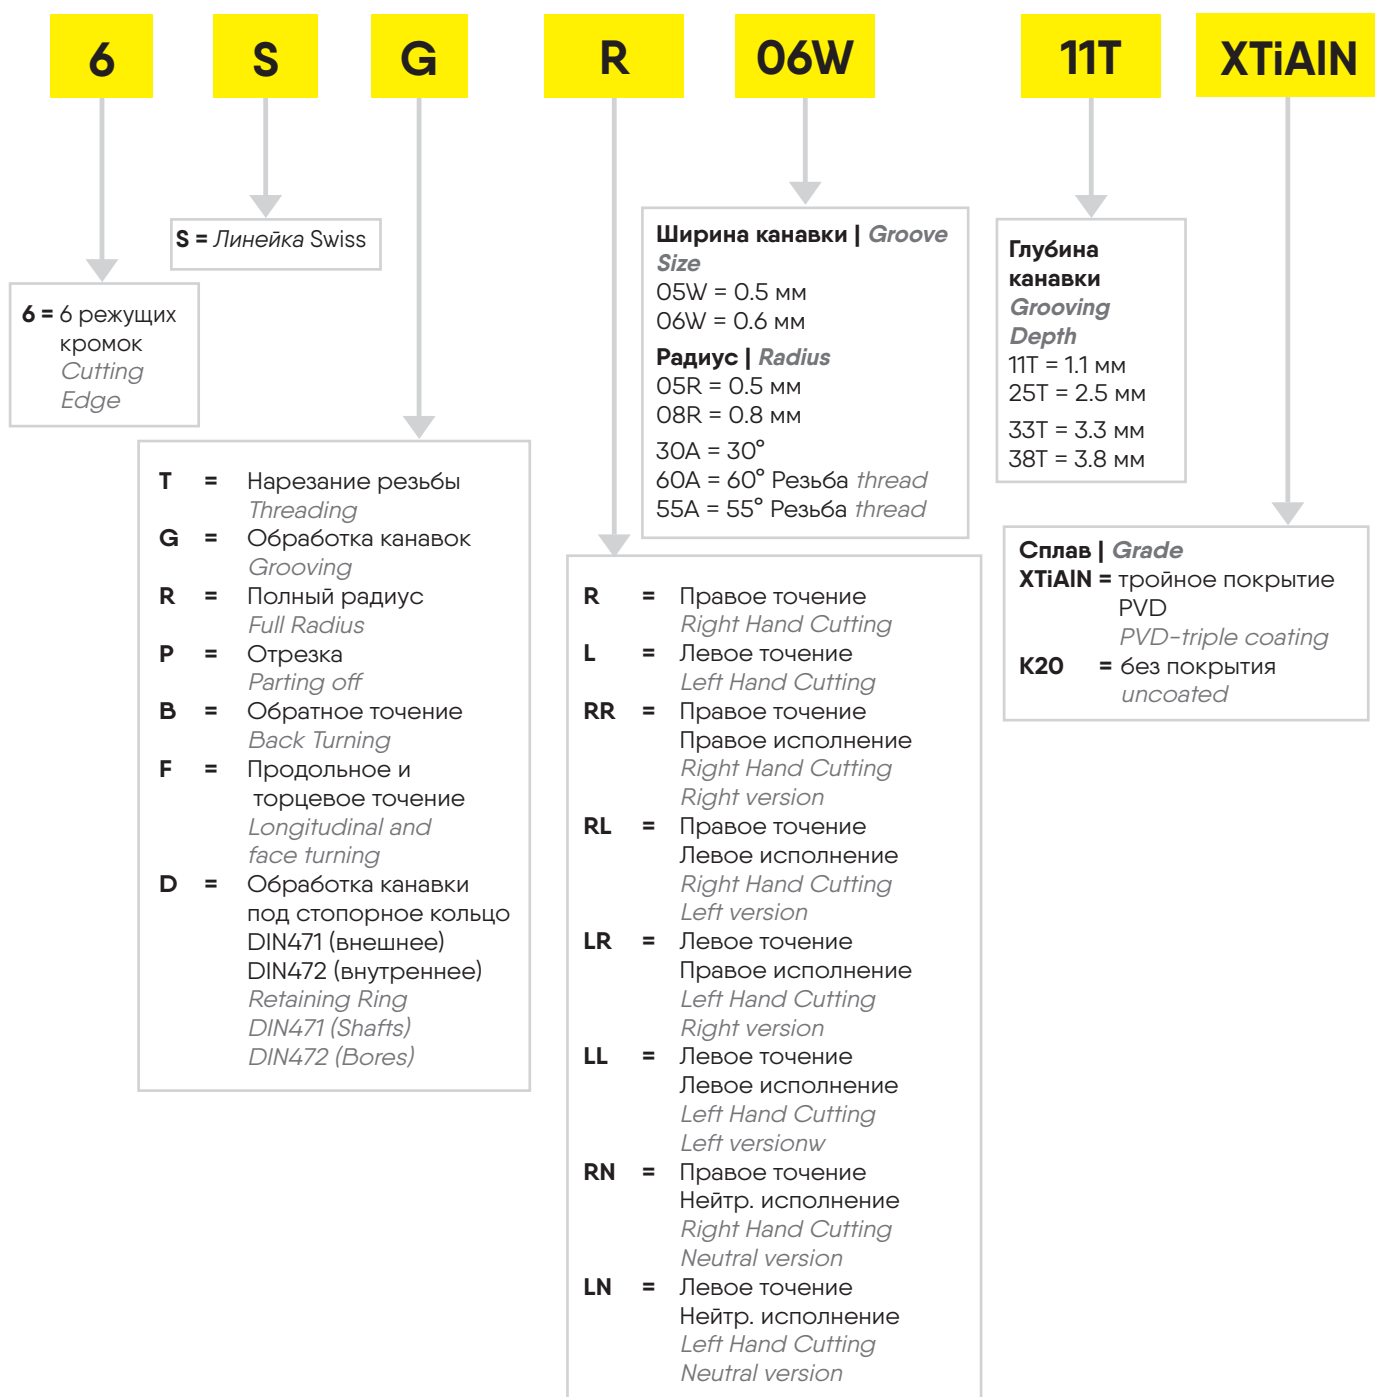 6 S G R 06W 11T XTiAlN
S = Линейка Swiss
6 = 6 режущих
кромок
Cutting
Edge
T = Нарезание резьбы
Threading
G = Обработка канавок
Grooving
R = Полный радиус
Full Radius
P = Отрезка
Parting off
B = Обратное точение
Back Turning
F = Продольное и
торцевое точение
Longitudinal and
face turning
D = Обработка канавки
под стопорное кольцо
DIN471 (внешнее)
DIN472 (внутреннее)
Retaining Ring
DIN471 (Shafts)
DIN472 (Bores)
R = Правое точение
Right Hand Cutting
L = Левое точение
Left Hand Cutting
RR = Правое точение
Правое исполнение
Right Hand Cutting
Right version
RL = Правое точение
Левое исполнение
Right Hand Cutting
Left version
LR = Левое точение
Правое исполнение
Left Hand Cutting
Right version
LL = Левое точение
Левое исполнение
Left Hand Cutting
Left versionw
RN = Правое точение
Нейтр. исполнение
Right Hand Cutting
Neutral version
LN = Левое точение
Нейтр. исполнение
Left Hand Cutting
Neutral version
Ширина канавки | Groove
Size
05W = 0.5 мм
06W = 0.6 мм
Радиус | Radius
05R = 0.5 мм
08R = 0.8 мм
30A = 30°
60A = 60° Резьба thread
55A = 55° Резьба thread
Глубина
канавки
Grooving
Depth
11T = 1.1 мм
25T = 2.5 мм
33T = 3.3 мм
38T = 3.8 мм
Сплав | Grade
XTiAlN = тройное покрытие
PVD
PVD-triple coating
K20 = без покрытия
uncoated